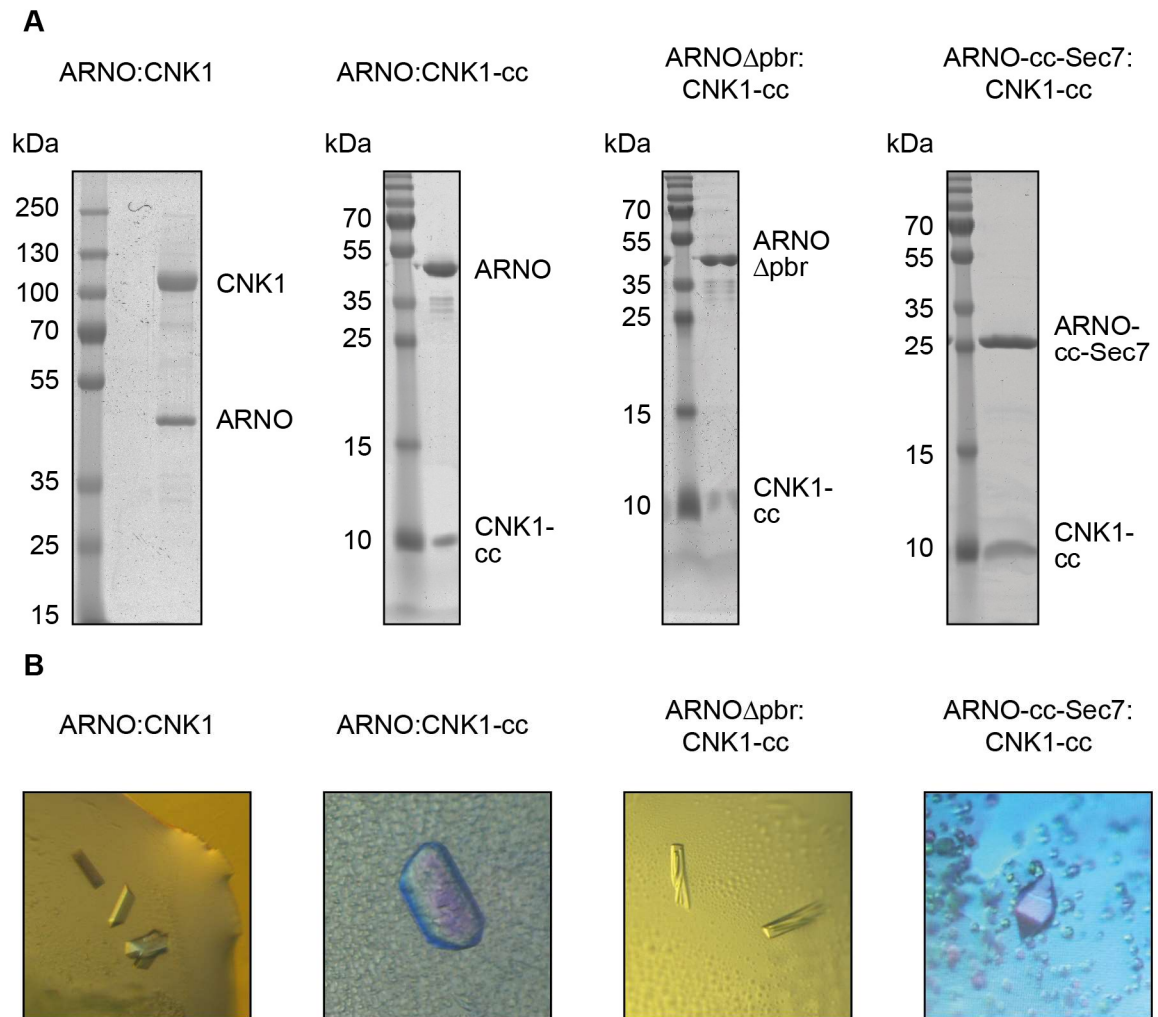 A
ARNO:CNK1
kDa
250
130
100
70
55
35
25
15
CNK1
ARNO
ARNO:CNK1-cc
kDa
70
55
35
25
15
10
ARNO
CNK1-
cc
ARNOΔpbr:
CNK1-cc
kDa
70
55
35
25
15
10
ARNO
Δpbr
CNK1-
cc
ARNO-cc-Sec7:
CNK1-cc
kDa
70
55
35
25
15
10
ARNO-
cc-Sec7
CNK1-
cc
B
ARNO:CNK1
ARNO:CNK1-cc
ARNOΔpbr:
CNK1-cc
ARNO-cc-Sec7:
CNK1-cc